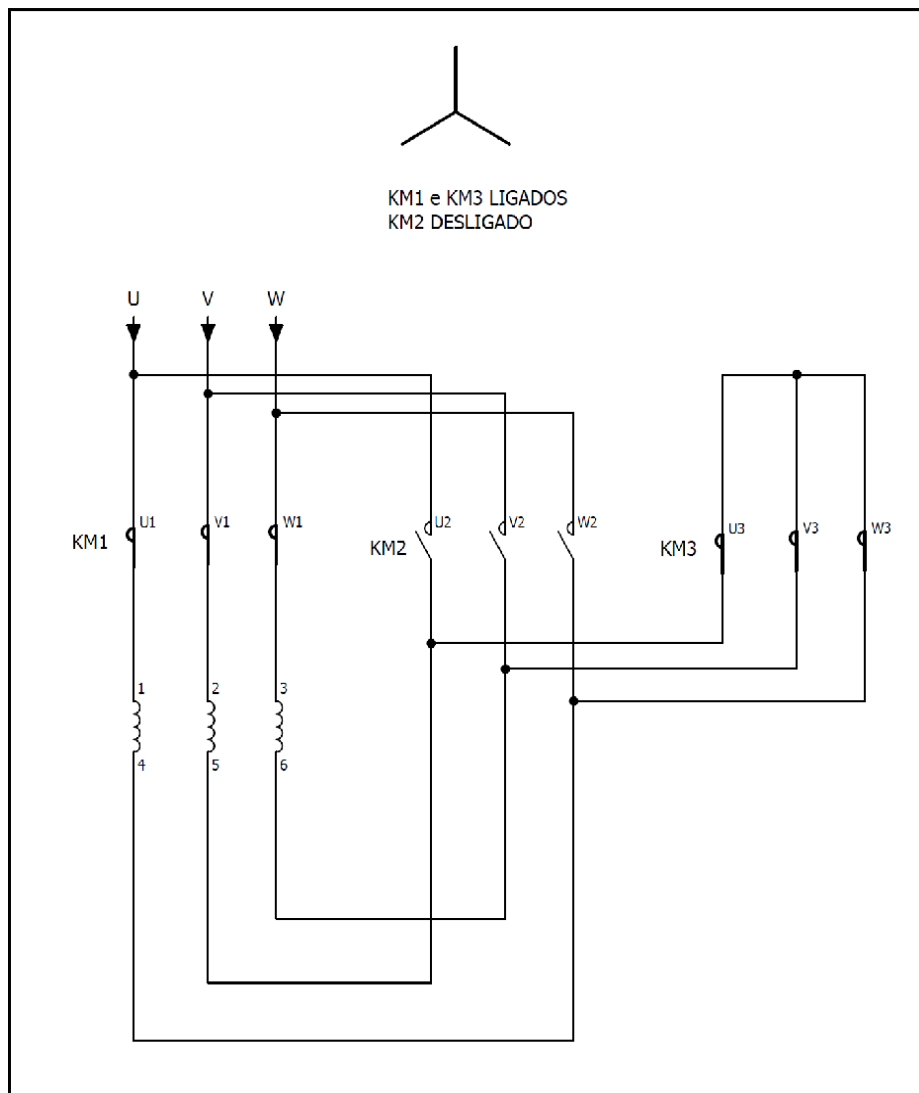 KM1 e KM3 LIGADOS
KM2 DESLIGADO
U V W
KM1 U1 V1 W1 KM2 U2 V2 W2 KM3 U3 V3 W3
1 2 3
4 5 6